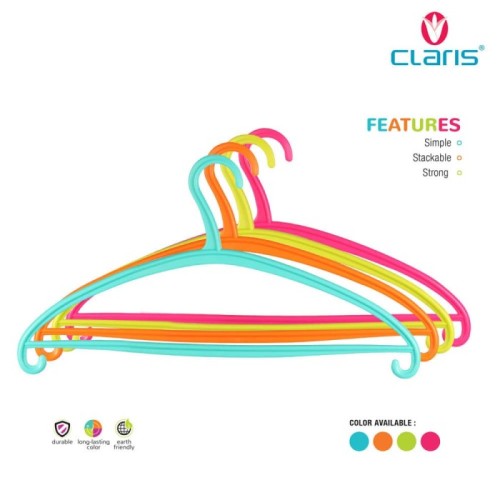 CLaRIS®
FEATURES
Simple
Stackable
Strong
durable
long-lasting
color
earth
friendly
COLOR AVAILABLE :